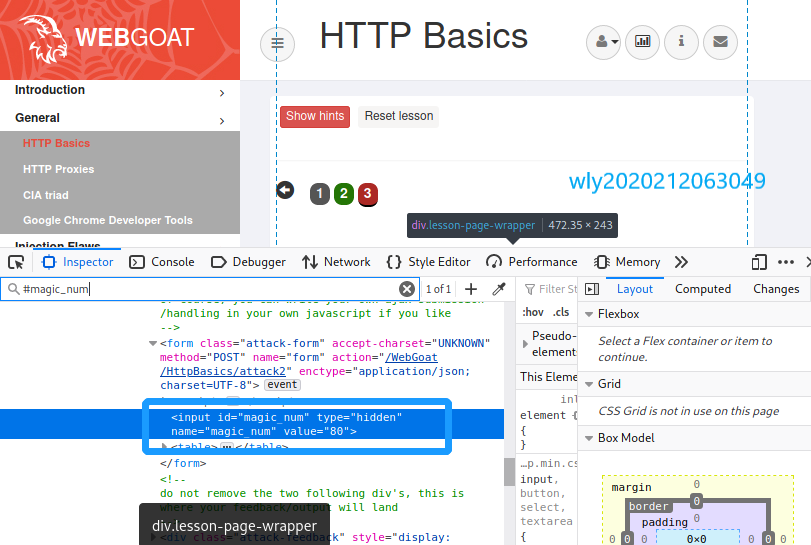 WEBGOAT
HTTP Basics
Introduction
General
HTTP Basics
HTTP Proxies
CIA triad
Google Chrome Developer Tools
Injection Flaws
Show hints
Reset lesson
1
2
3
wly2020212063049
div.lesson-page-wrapper
472.35 × 243
Inspector
Console
Debugger
Network
Style Editor
Performance
Memory
#magic_num
1 of 1
/handling in your own javascript if you like
-->
<form class="attack-form" accept-charset="UNKNOWN"
method="POST" name="form" action="/WebGoat
/HttpBasics/attack2" enctype="application/json;
charset=UTF-8">
event
<input id="magic_num" type="hidden"
name="magic_num" value="80">
<table>…</table>
</form>
<!--
do not remove the two following div's, this is
where your feedback/output will land
div.lesson-page-wrapper
<div class="attack-feedback" style="display:
Filter St
:hov
.cls
Pseudo-
elements
This Eleme
inl
element
{
}
…p.min.cs
input,
button,
select,
textarea
{
Layout
Computed
Changes
Flexbox
Select a Flex container or item to
continue.
Grid
CSS Grid is not in use on this page
Box Model
margin
0
border
0
padding
0
0
0
0
0×0
0
0
0